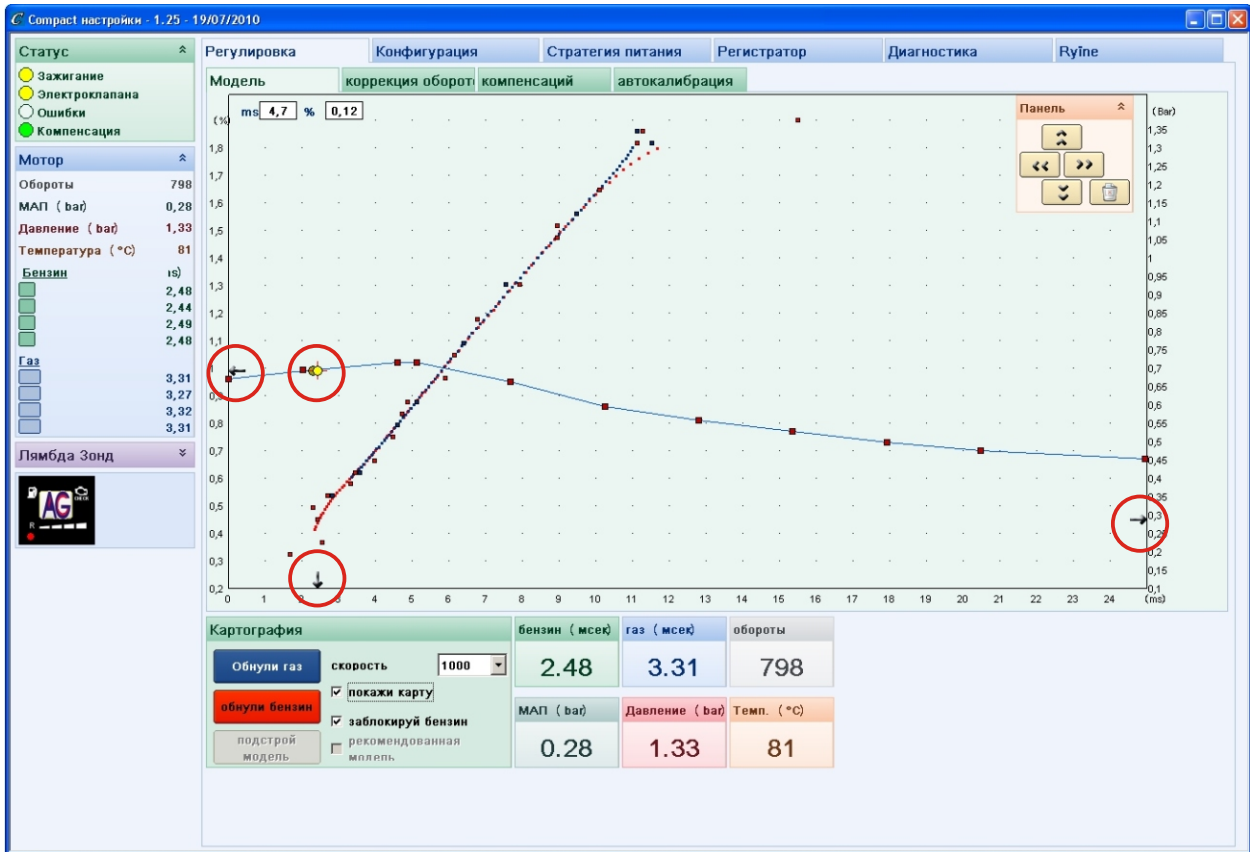 Compact настройки - 1.25 - 19/07/2010
Статус
Зажигание
Электроклапана
Ошибки
Компенсация
Мотор
Обороты 798
МАП ( bar) 0,28
Давление ( bar) 1,33
Температура ( °C) 81
Бензин ıs)
2,48
2,44
2,49
2,48
Газ
3,31
3,27
3,32
3,31
Лямбда Зонд
AG
CHECK
R
Регулировка Конфигурация Стратегия питания Регистратор Диагностика Ryïne
Модель коррекция оборот компенсаций автокалибрация
ms 4,7 % 0,12
Панель
(%)
1,8
1,7
1,6
1,5
1,4
1,3
1,2
1,1
1
0,8
0,7
0,6
0,5
0,4
0,3
0,2
(Bar)
1,35
1,3
1,25
1,2
1,15
1,1
1,05
1
0,95
0,9
0,85
0,8
0,75
0,7
0,65
0,6
0,55
0,5
0,45
0,4
0,35
0,3
0,25
0,2
0,15
0,1
0 1 2 3 4 5 6 7 8 9 10 11 12 13 14 15 16 17 18 19 20 21 22 23 24 (ms)
Картография
Обнули газ
обнули бензин
подстрой
модель
скорость 1000
покажи карту
заблокируй бензин
рекомендованная
модель
бензин ( мсек)
2.48
газ ( мсек)
3.31
обороты
798
МАП ( bar)
0.28
Давление ( bar)
1.33
Темп. ( °C)
81